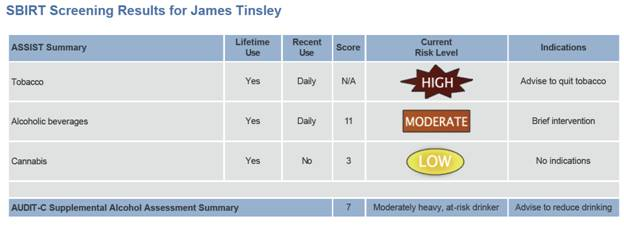 SBIRT Screening Results for James Tinsley
ASSIST Summary Lifetime Use Recent Use Score Current Risk Level Indications
Tobacco Yes Daily N/A HIGH Advise to quit tobacco
Alcoholic beverages Yes Daily 11 MODERATE Brief intervention
Cannabis Yes No 3 LOW No indications
AUDIT-C Supplemental Alcohol Assessment Summary 7 Moderately heavy, at-risk drinker Advise to reduce drinking